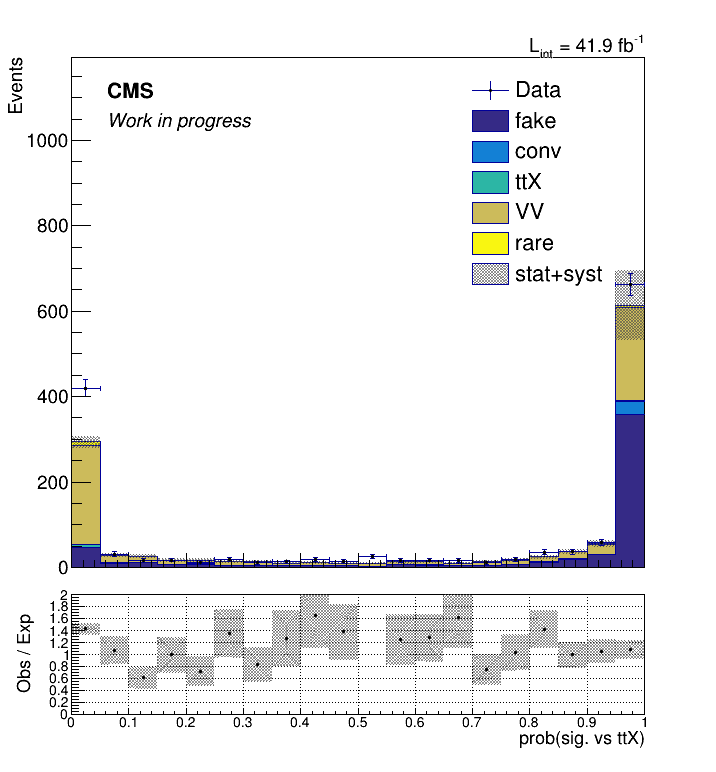 L_int = 41.9 fb^-1
Events
CMS
Work in progress
Data
fake
conv
ttX
VV
rare
stat+syst
1000
800
600
400
200
0
Obs / Exp
2
1.8
1.6
1.4
1.2
1
0.8
0.6
0.4
0.2
0
0 0.1 0.2 0.3 0.4 0.5 0.6 0.7 0.8 0.9 1
prob(sig. vs ttX)